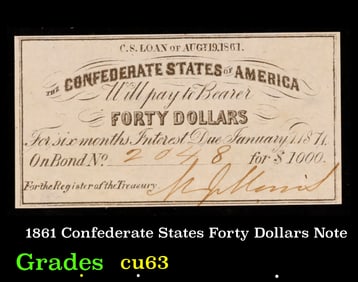 C.S. LOAN OF AUGT 19, 1861.
THE CONFEDERATE STATES OF AMERICA
Will pay to Bearer
FORTY DOLLARS
For six months Interest Due January 1, 1871.
On Bond No. 2048 for $ 1000.
For the Register of the Treasury
1861 Confederate States Forty Dollars Note
Grades cu63